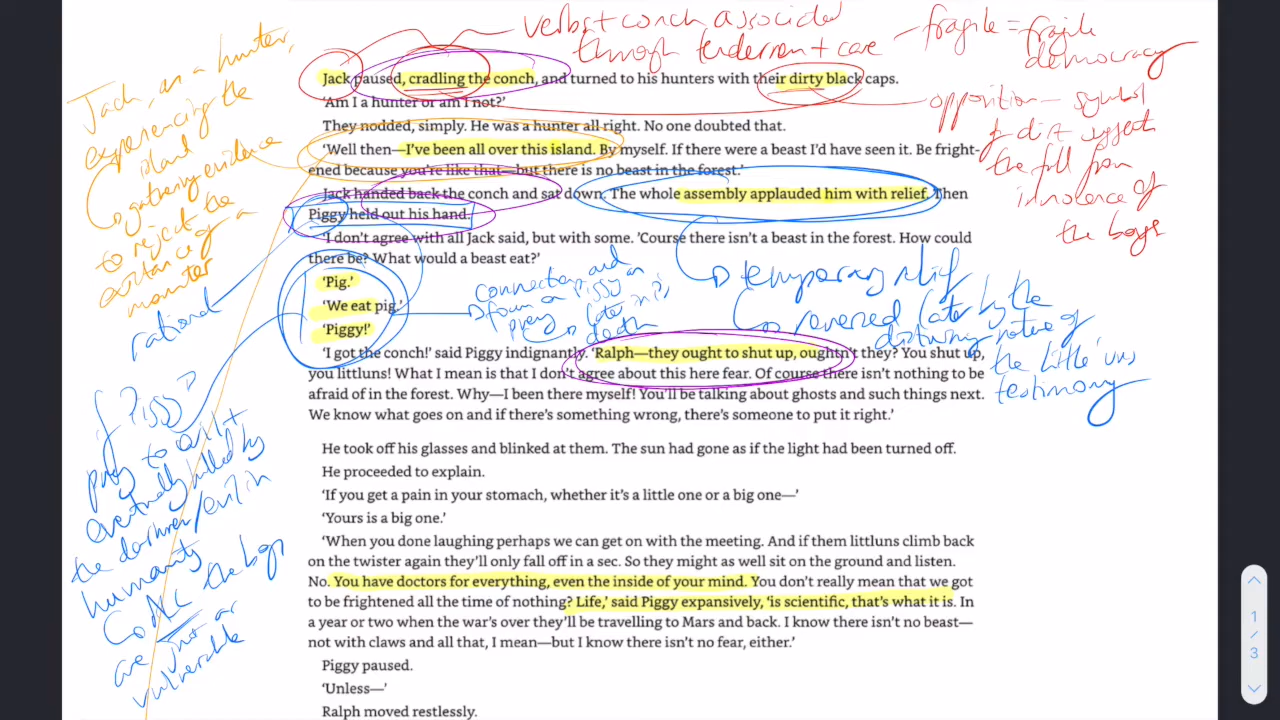 verbs + conch associated
through tenderness + care
fragile = fragile
democracy
Jack paused, cradling the conch, and turned to his hunters with their dirty black caps.
'Am I a hunter or am I not?'
They nodded, simply. He was a hunter all right. No one doubted that.
'Well then—I've been all over this island. By myself. If there were a beast I'd have seen it. Be fright-
ened because you're like that—but there is no beast in the forest.'
Jack handed back the conch and sat down. The whole assembly applauded him with relief. Then
Piggy held out his hand.
'I don't agree with all Jack said, but with some. 'Course there isn't a beast in the forest. How could
there be? What would a beast eat?'
'Pig.'
'We eat pig.'
'Piggy!'
'I got the conch!' said Piggy indignantly. 'Ralph—they ought to shut up, oughtn't they? You shut up,
you littluns! What I mean is that I don't agree about this here fear. Of course there isn't nothing to be
afraid of in the forest. Why—I been there myself! You'll be talking about ghosts and such things next.
We know what goes on and if there's something wrong, there's someone to put it right.'
He took off his glasses and blinked at them. The sun had gone as if the light had been turned off.
He proceeded to explain.
'If you get a pain in your stomach, whether it's a little one or a big one—'
'Yours is a big one.'
'When you done laughing perhaps we can get on with the meeting. And if them littluns climb back
on the twister again they'll only fall off in a sec. So they might as well sit on the ground and listen.
No. You have doctors for everything, even the inside of your mind. You don't really mean that we got
to be frightened all the time of nothing? Life,' said Piggy expansively, 'is scientific, that's what it is. In
a year or two when the war's over they'll be travelling to Mars and back. I know there isn't no beast—
not with claws and all that, I mean—but I know there isn't no fear, either.'
Piggy paused.
'Unless—'
Ralph moved restlessly.
Jack, as a hunter,
experiencing the
island
gathering evidence
to reject the
existance of a
monster
rational
if Piggy is
prey to evil +
eventually killed by
the darkness/evil in
humanity
the boys
are just as
vulnerable
connection and
Piggy as
prey later in
death
opposition – symbol
of dirt suggests
the fall from
innocence of
the boys
temporary relief
reversed later by the
disturbing nature of
the little 'uns
testimony
1
/
3